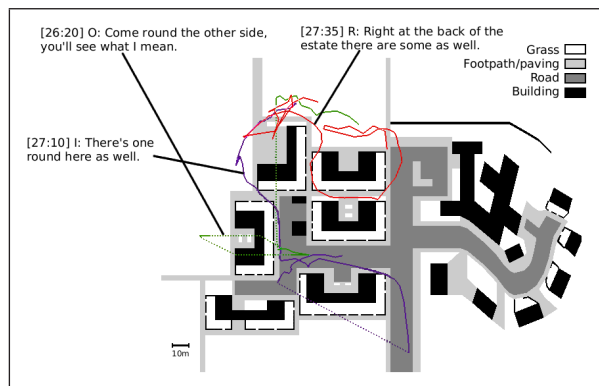 [26:20] O: Come round the other side,
you'll see what I mean.
[27:35] R: Right at the back of the
estate there are some as well.
Grass
Footpath/paving
Road
Building
[27:10] I: There's one
round here as well.
10m